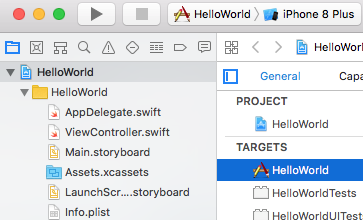 HelloWorld iPhone 8 Plus
HelloWorld
HelloWorld
AppDelegate.swift
ViewController.swift
Main.storyboard
Assets.xcassets
LaunchScr....storyboard
Info.plist
HelloWo
General Capa
PROJECT
HelloWorld
TARGETS
HelloWorld
HelloWorldTests
HelloWorldUITest